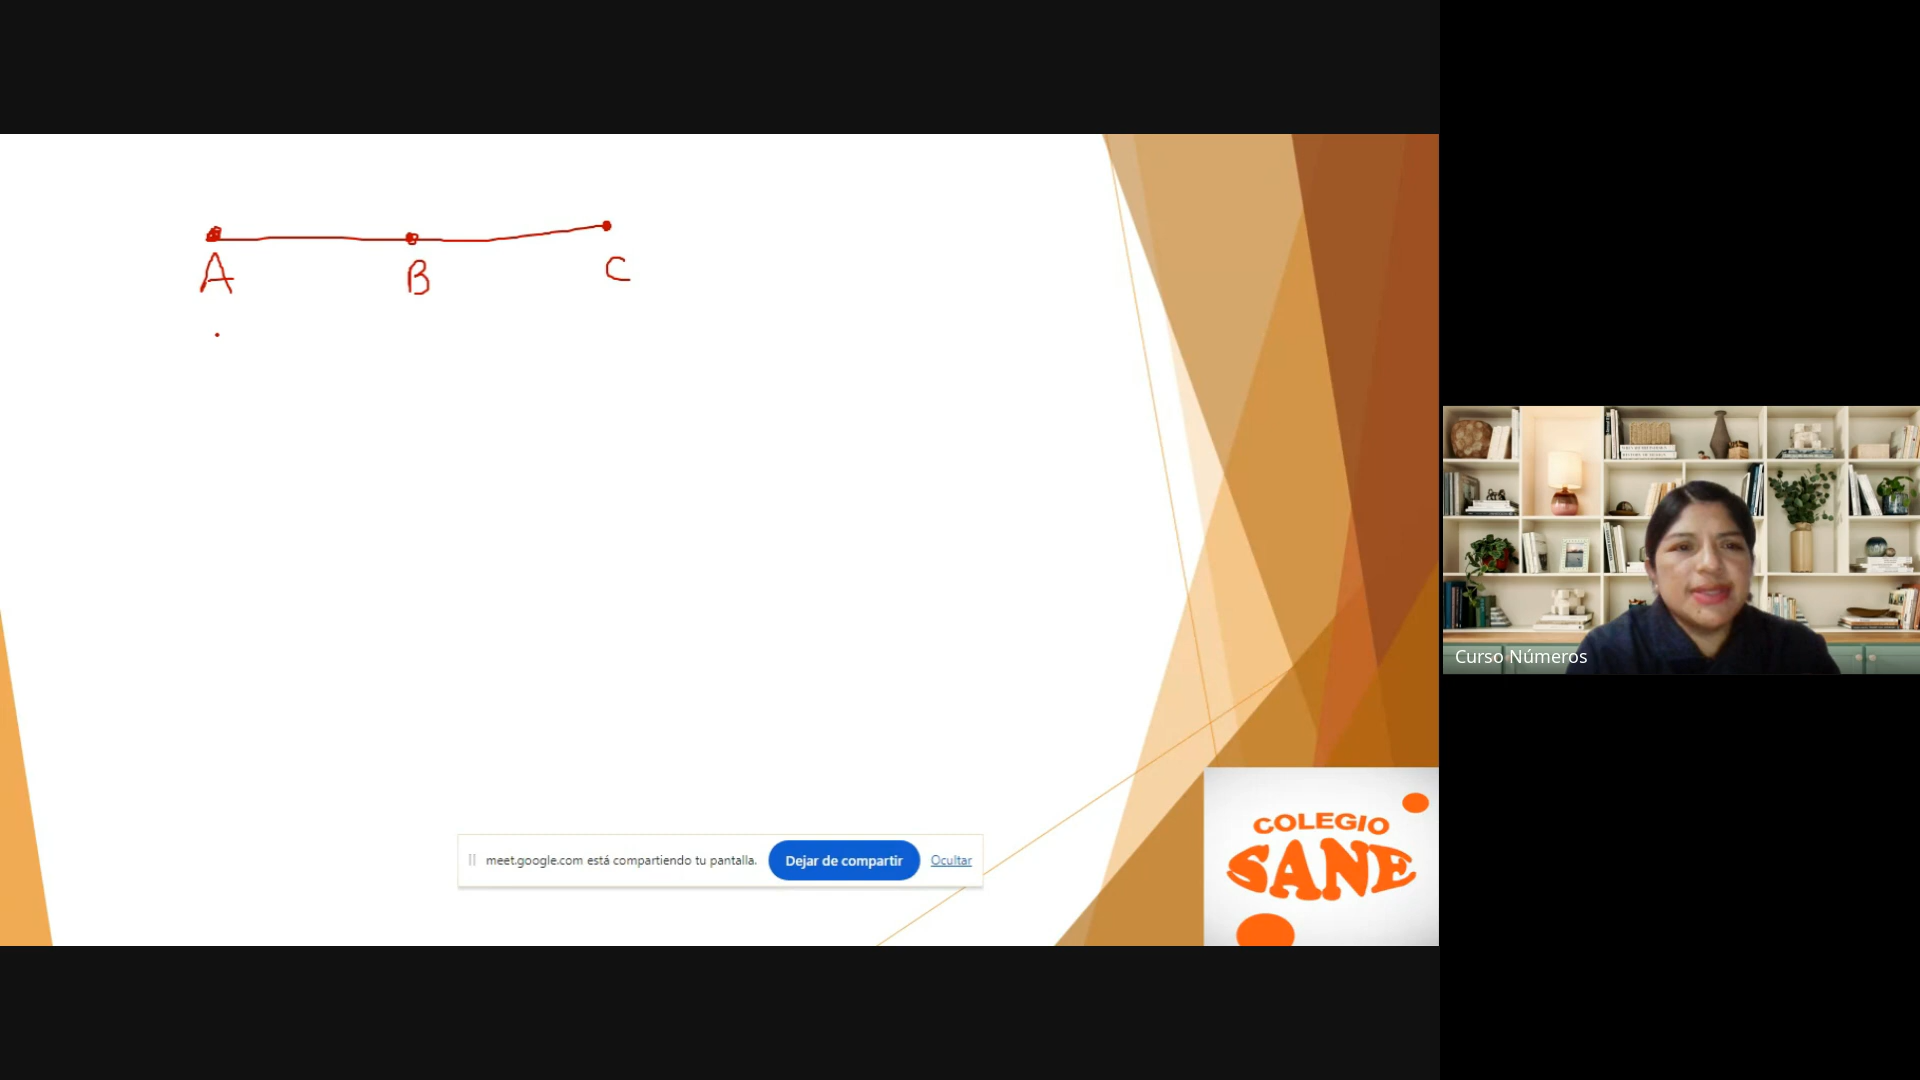 A B C
meet.google.com está compartiendo tu pantalla. Dejar de compartir Ocultar
COLEGIO
SANE
Curso Números